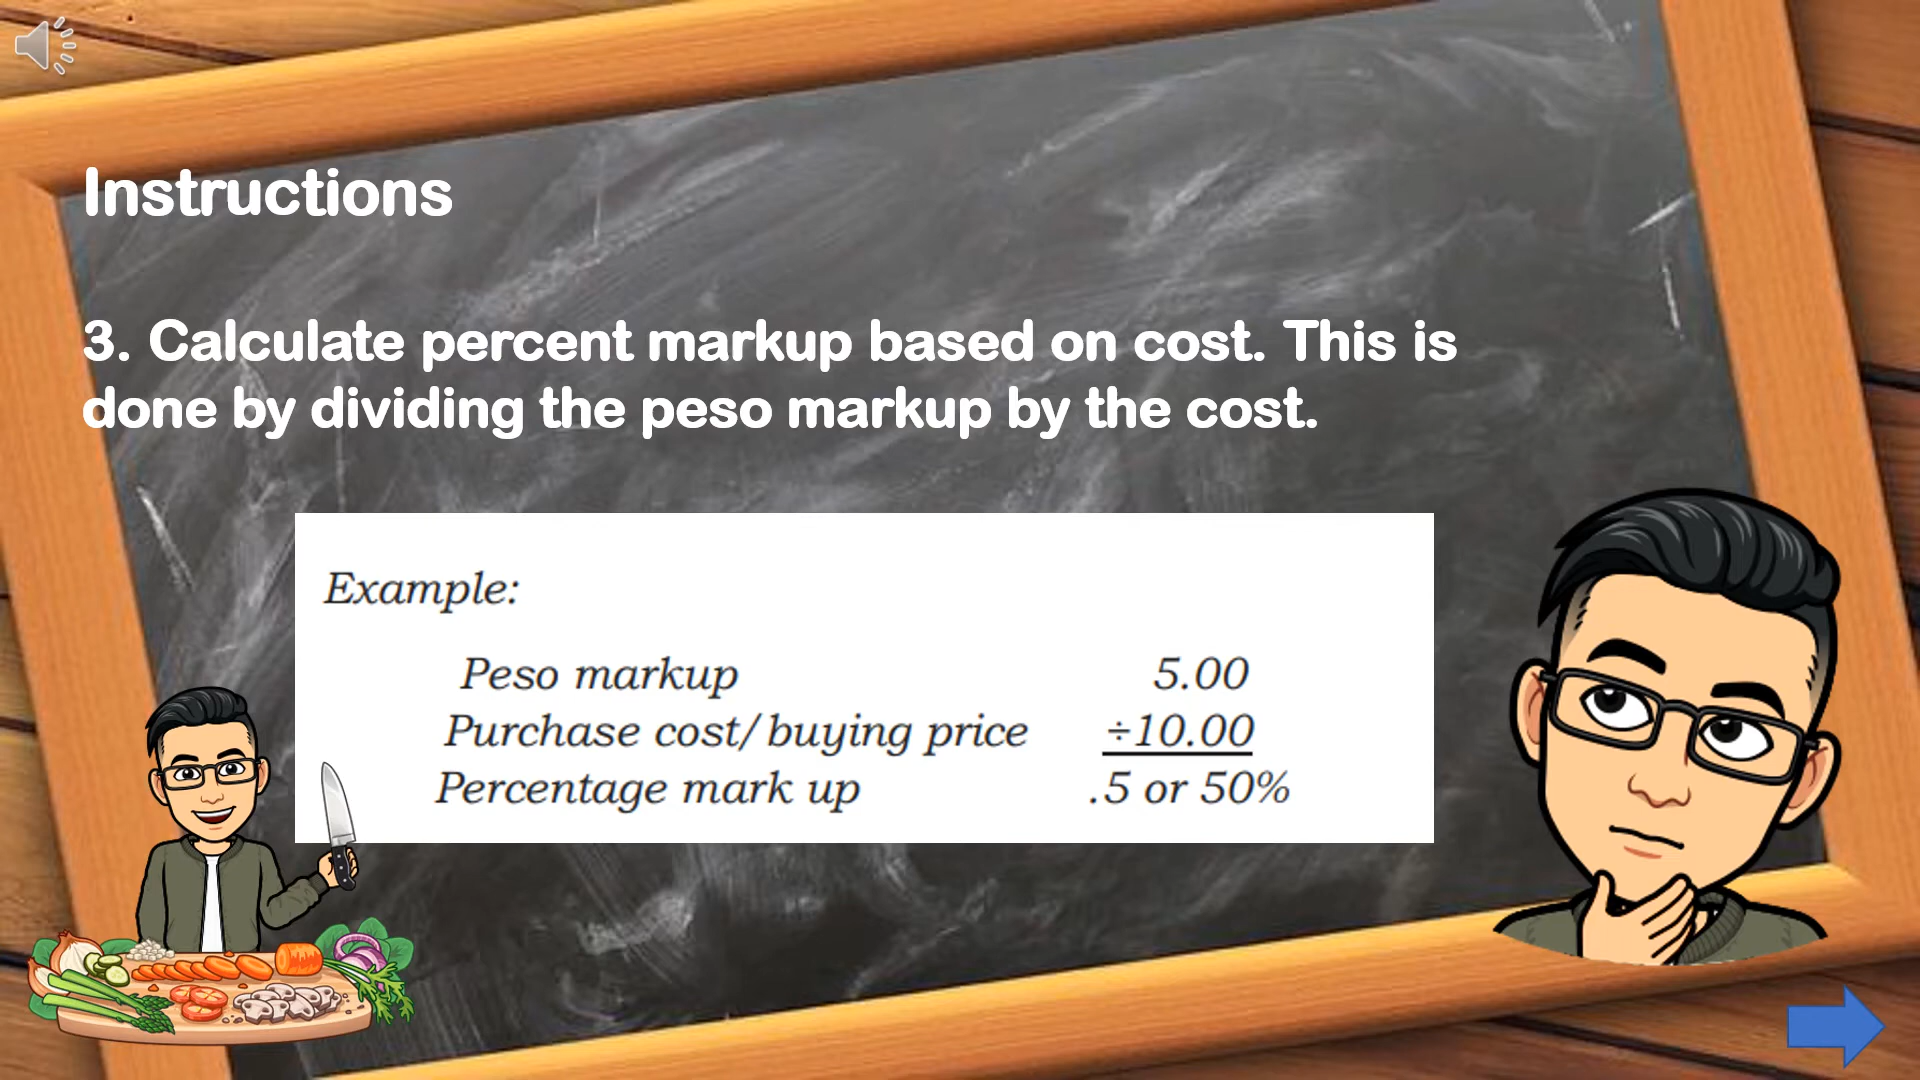 Instructions
3. Calculate percent markup based on cost. This is
done by dividing the peso markup by the cost.
Example:
Peso markup 5.00
Purchase cost/buying price ÷10.00
Percentage mark up .5 or 50%